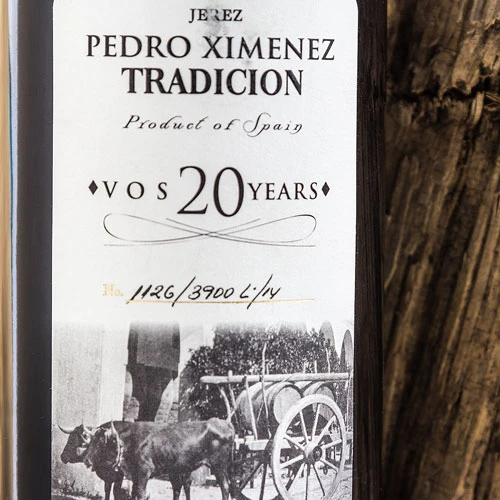 JEREZ
PEDRO XIMENEZ
TRADICION
Product of Spain
VOS 20 YEARS
No. 1126/3900 L·/14